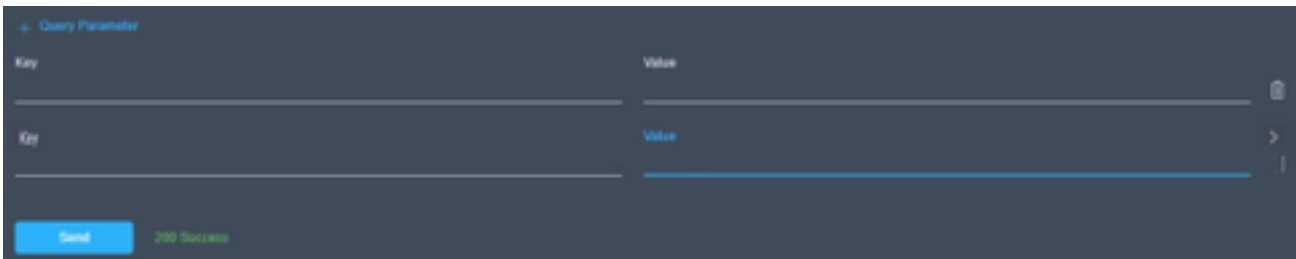 + Query Parameter
Key Value
Key Value
Send 200 Success